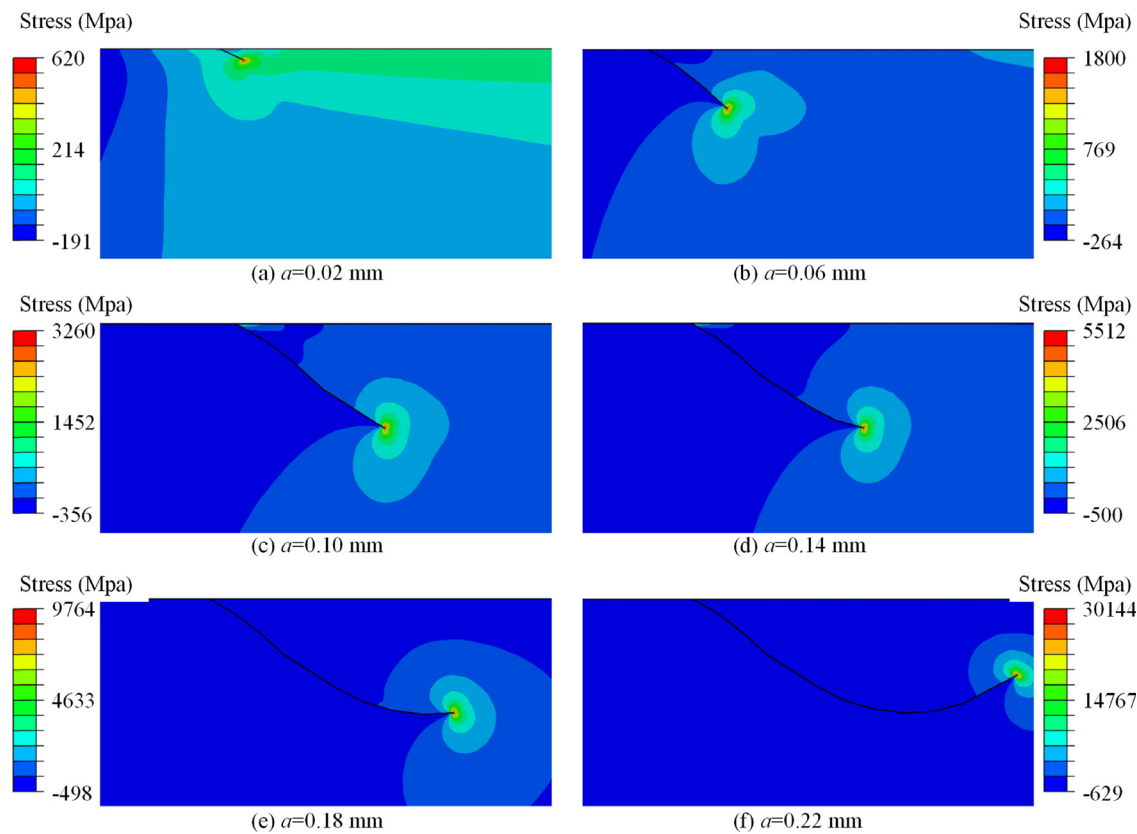 Stress (Mpa)
620
214
-191
(a) a=0.02 mm
Stress (Mpa)
1800
769
-264
(b) a=0.06 mm
Stress (Mpa)
3260
1452
-356
(c) a=0.10 mm
Stress (Mpa)
5512
2506
-500
(d) a=0.14 mm
Stress (Mpa)
9764
4633
-498
(e) a=0.18 mm
Stress (Mpa)
30144
14767
-629
(f) a=0.22 mm